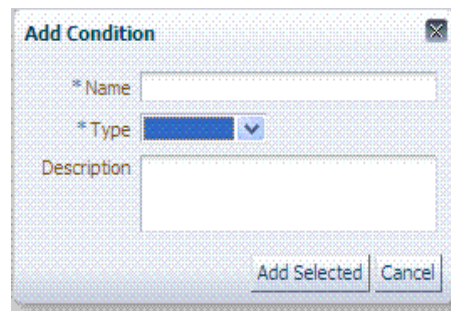 Add Condition
* Name
* Type
Description
Add Selected Cancel